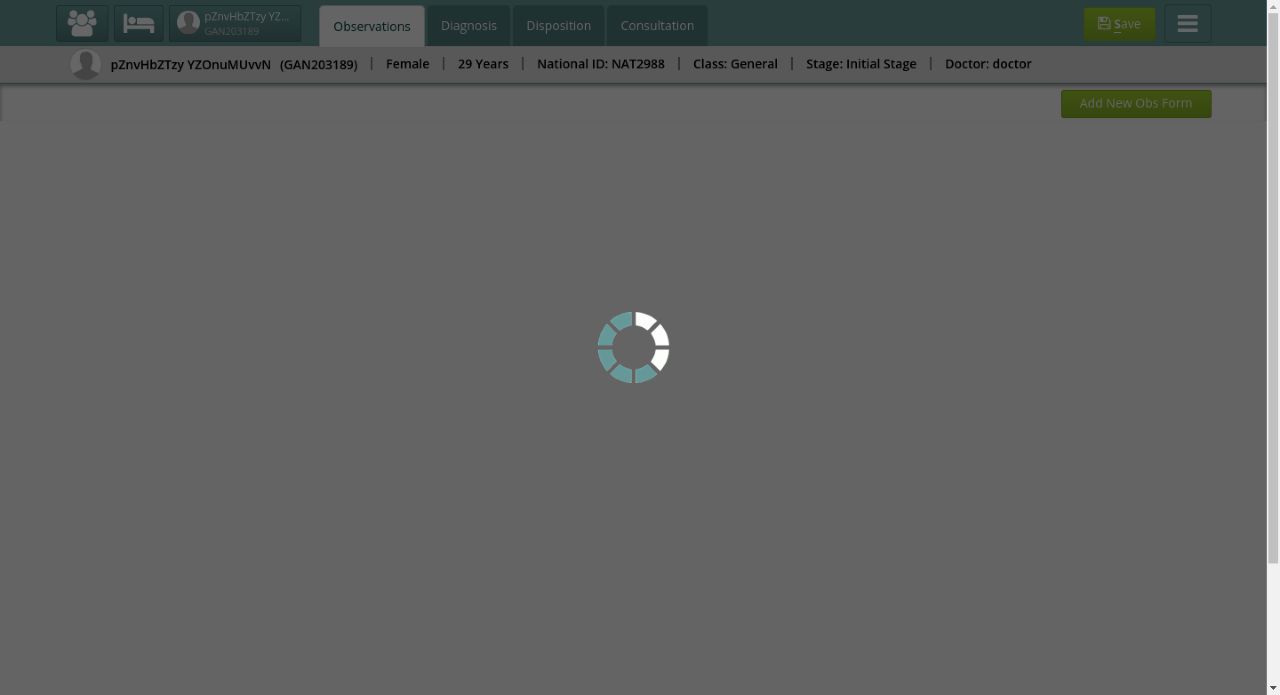 pZnvHbZTzy YZ...
GAN203189
Observations
Diagnosis
Disposition
Consultation
Save
pZnvHbZTzy YZOnuMUvvN (GAN203189) | Female | 29 Years | National ID: NAT2988 | Class: General | Stage: Initial Stage | Doctor: doctor
Add New Obs Form